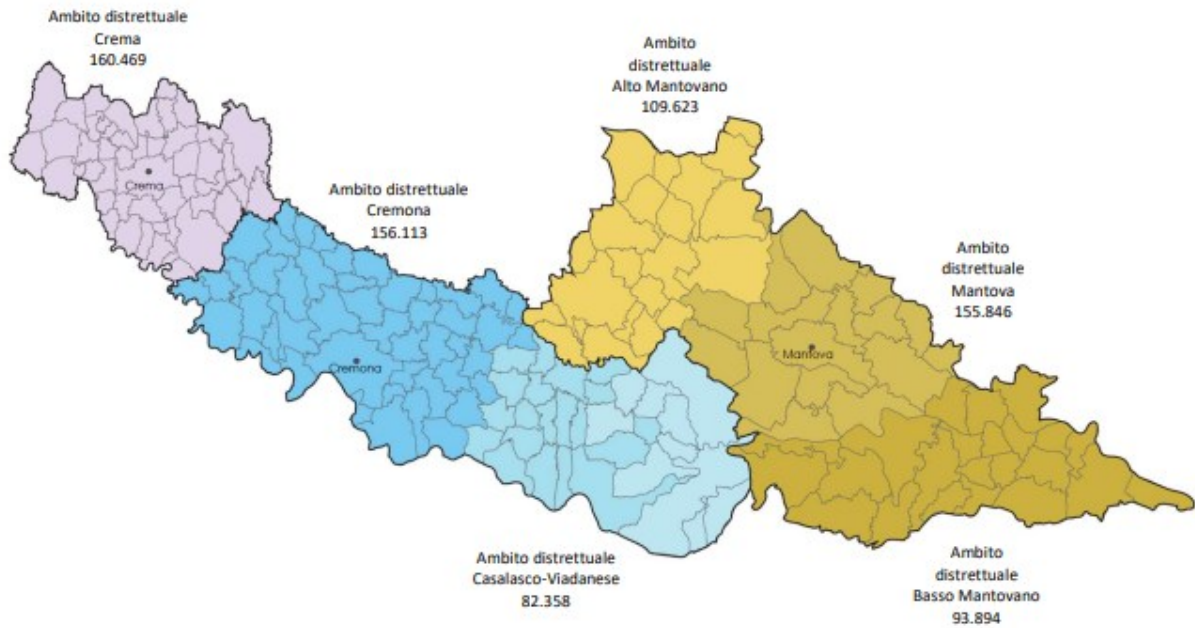 Ambito distrettuale
Crema
160.469
Ambito
distrettuale
Alto Mantovano
109.623
Crema
Ambito distrettuale
Cremona
156.113
Ambito
distrettuale
Mantova
155.846
Cremona
Mantova
Ambito distrettuale
Casalasco-Viadanese
82.358
Ambito
distrettuale
Basso Mantovano
93.894